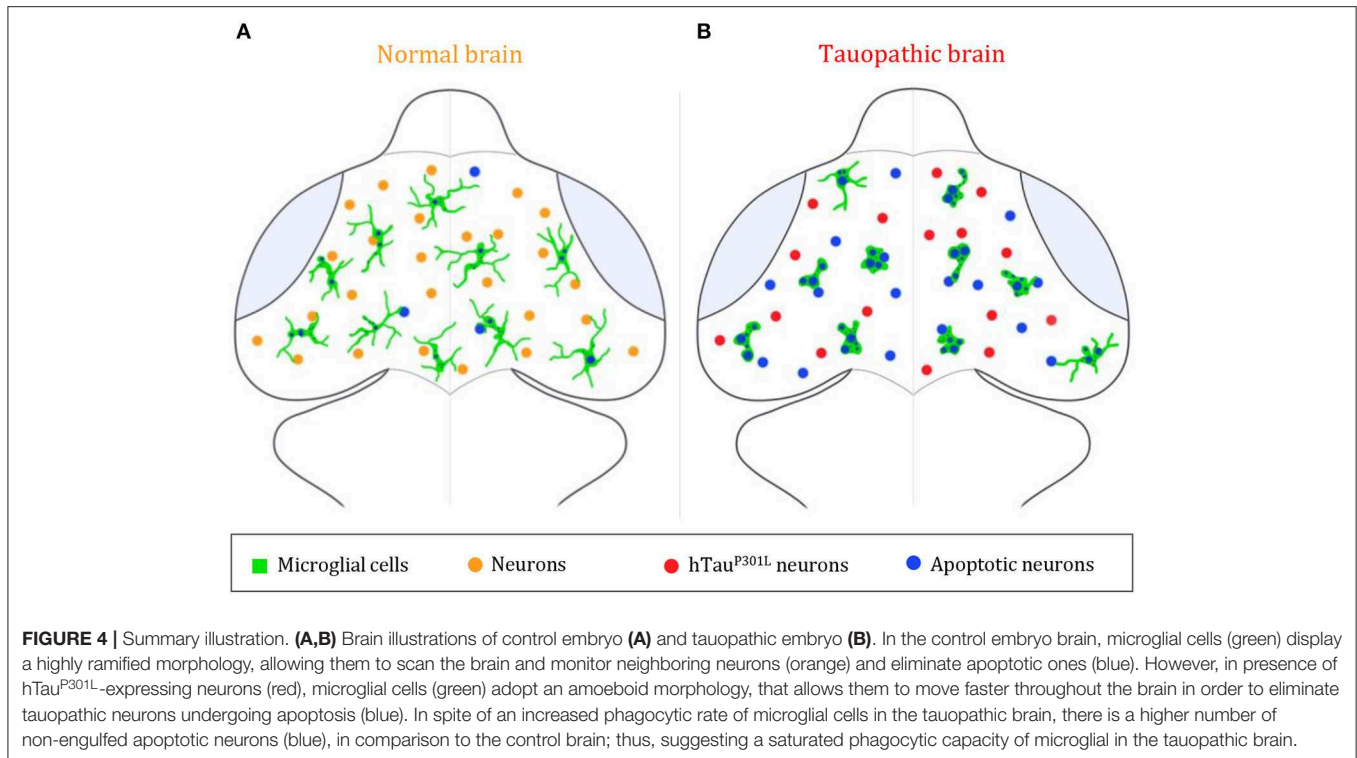 A
B
Normal brain
Tauopathic brain
Microglial cells
Neurons
hTauP301L neurons
Apoptotic neurons
FIGURE 4 | Summary illustration. (A,B) Brain illustrations of control embryo (A) and tauopathic embryo (B). In the control embryo brain, microglial cells (green) display
a highly ramified morphology, allowing them to scan the brain and monitor neighboring neurons (orange) and eliminate apoptotic ones (blue). However, in presence of
hTauP301L-expressing neurons (red), microglial cells (green) adopt an amoeboid morphology, that allows them to move faster throughout the brain in order to eliminate
tauopathic neurons undergoing apoptosis (blue). In spite of an increased phagocytic rate of microglial cells in the tauopathic brain, there is a higher number of
non-engulfed apoptotic neurons (blue), in comparison to the control brain; thus, suggesting a saturated phagocytic capacity of microglial in the tauopathic brain.